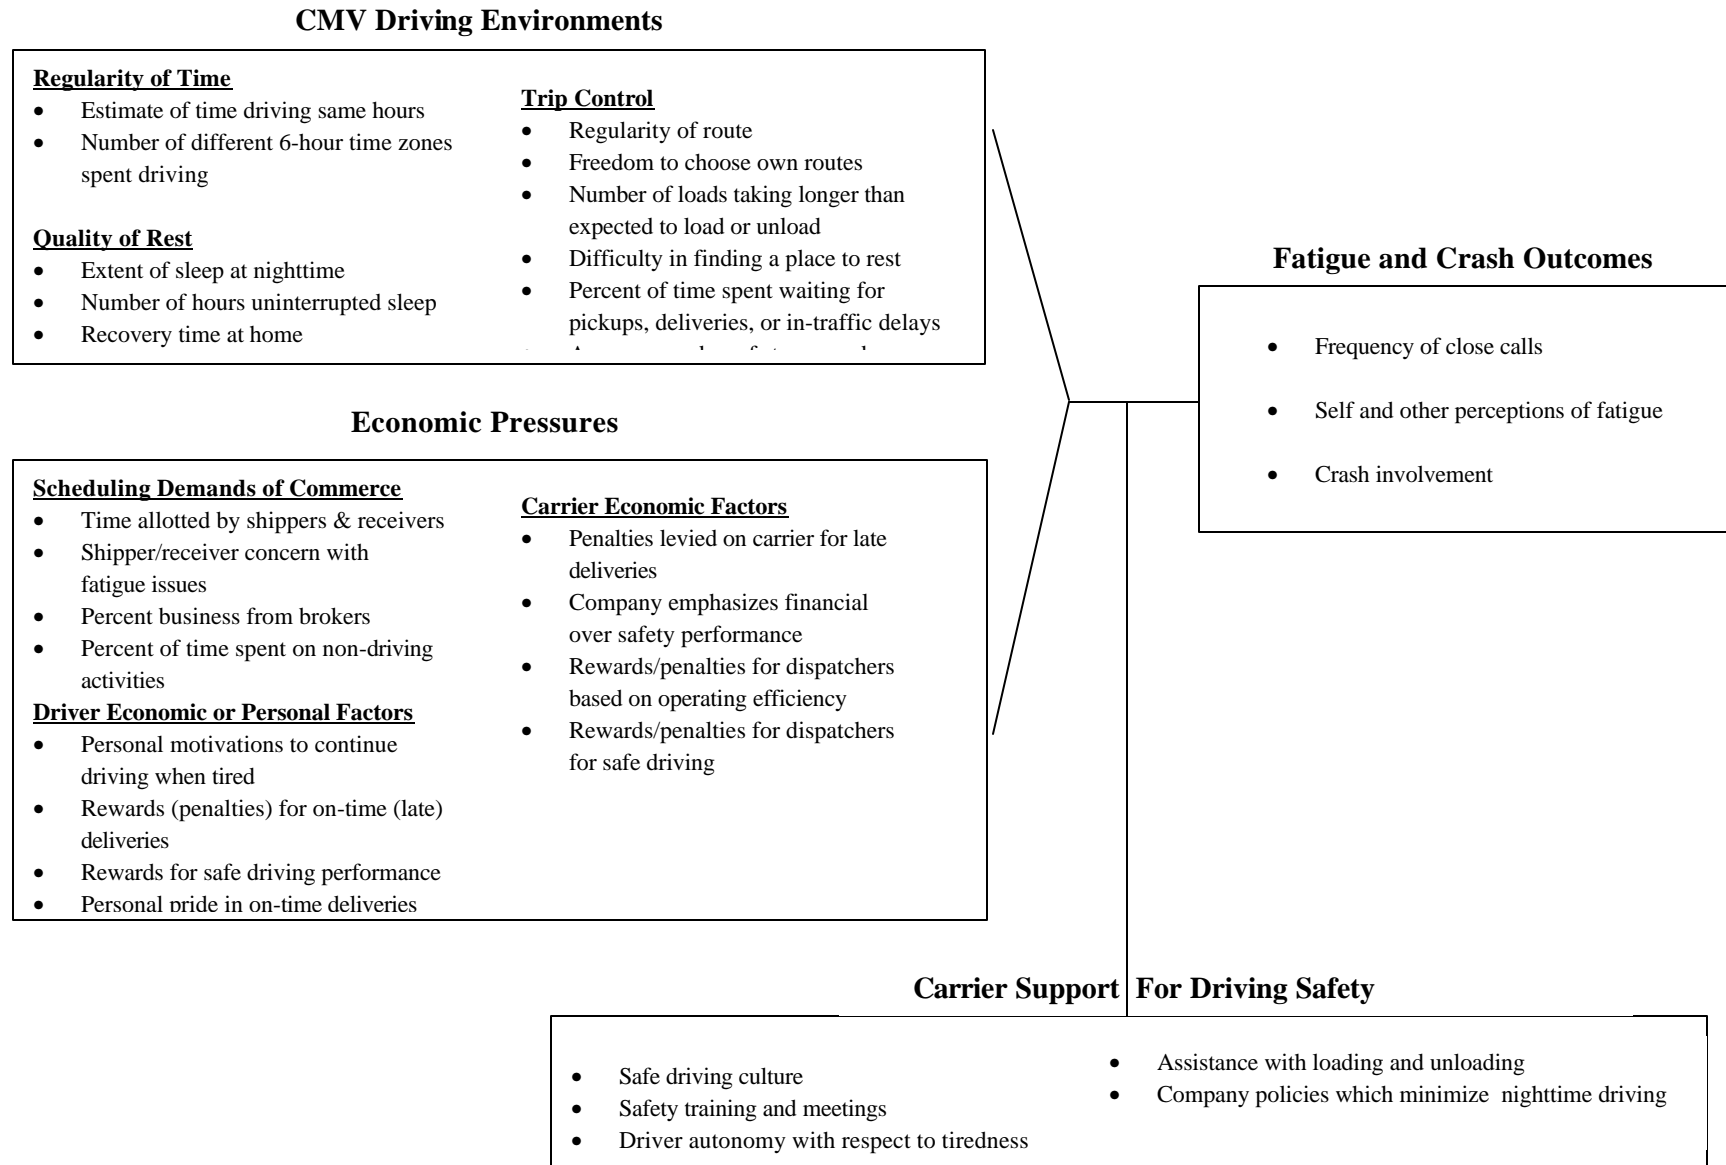 CMV Driving Environments
Regularity of Time
• Estimate of time driving same hours
• Number of different 6-hour time zones
spent driving
Quality of Rest
• Extent of sleep at nighttime
• Number of hours uninterrupted sleep
• Recovery time at home
Trip Control
• Regularity of route
• Freedom to choose own routes
• Number of loads taking longer than
expected to load or unload
• Difficulty in finding a place to rest
• Percent of time spent waiting for
pickups, deliveries, or in-traffic delays
Economic Pressures
Scheduling Demands of Commerce
• Time allotted by shippers & receivers
• Shipper/receiver concern with
fatigue issues
• Percent business from brokers
• Percent of time spent on non-driving
activities
Driver Economic or Personal Factors
• Personal motivations to continue
driving when tired
• Rewards (penalties) for on-time (late)
deliveries
• Rewards for safe driving performance
• Personal pride in on-time deliveries
Carrier Economic Factors
• Penalties levied on carrier for late
deliveries
• Company emphasizes financial
over safety performance
• Rewards/penalties for dispatchers
based on operating efficiency
• Rewards/penalties for dispatchers
for safe driving
Fatigue and Crash Outcomes
• Frequency of close calls
• Self and other perceptions of fatigue
• Crash involvement
Carrier Support For Driving Safety
• Safe driving culture
• Safety training and meetings
• Driver autonomy with respect to tiredness
• Assistance with loading and unloading
• Company policies which minimize nighttime driving